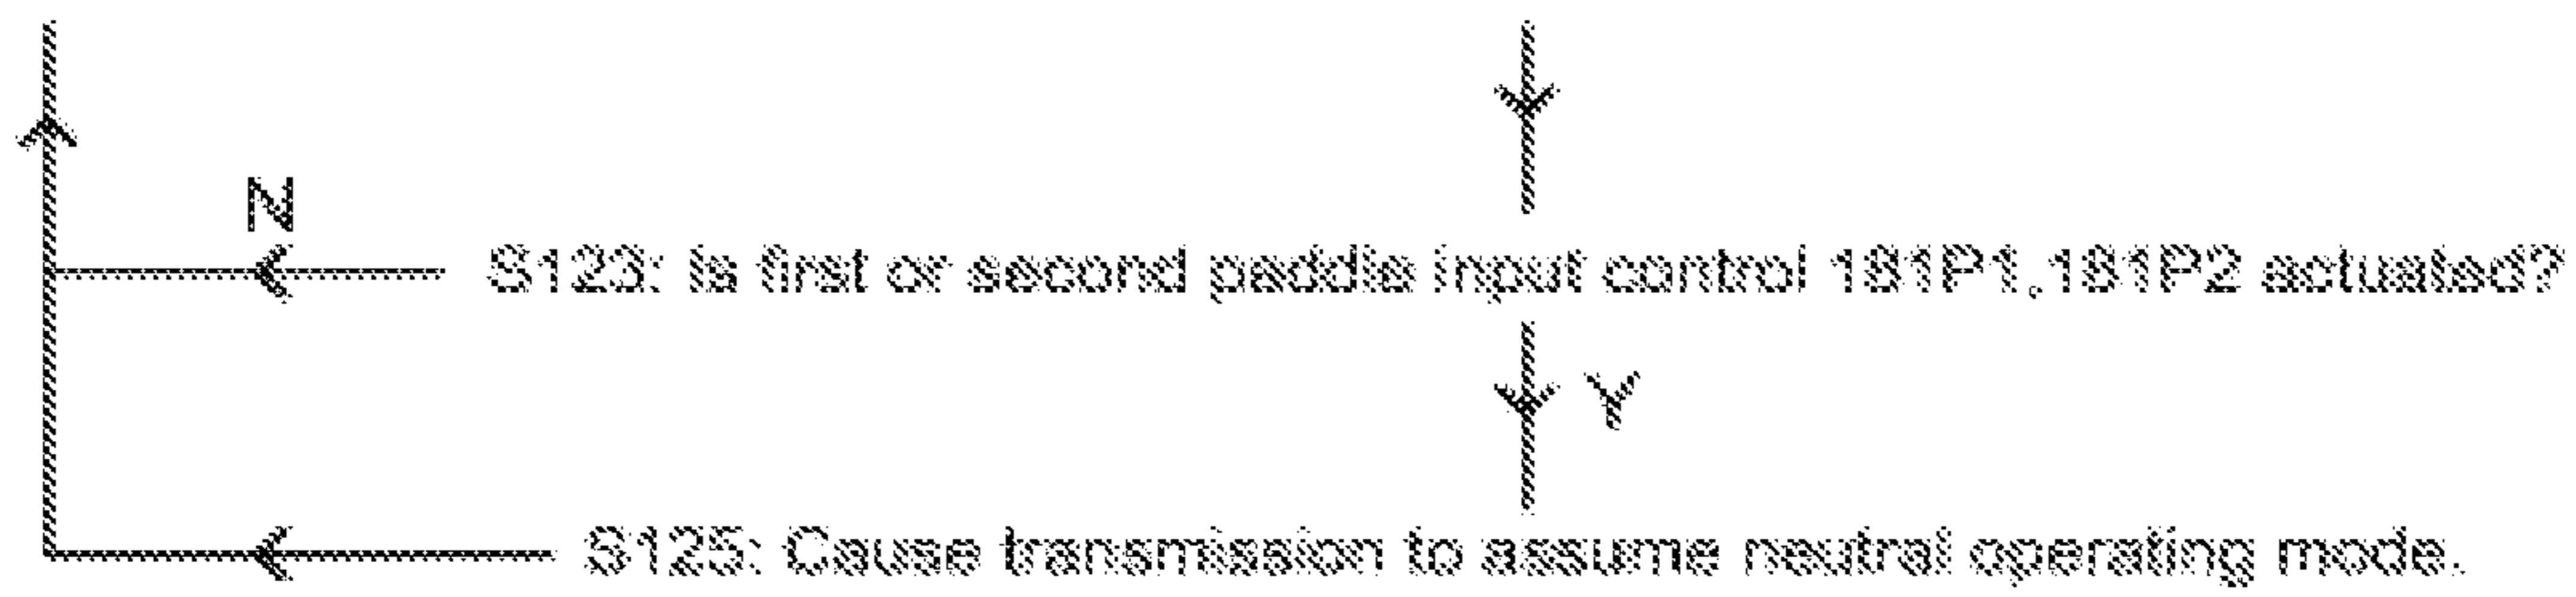 N
S123: Is first or second paddle input control 181P1,181P2 actuated?
Y
S125: Cause transmission to assume neutral operating mode.